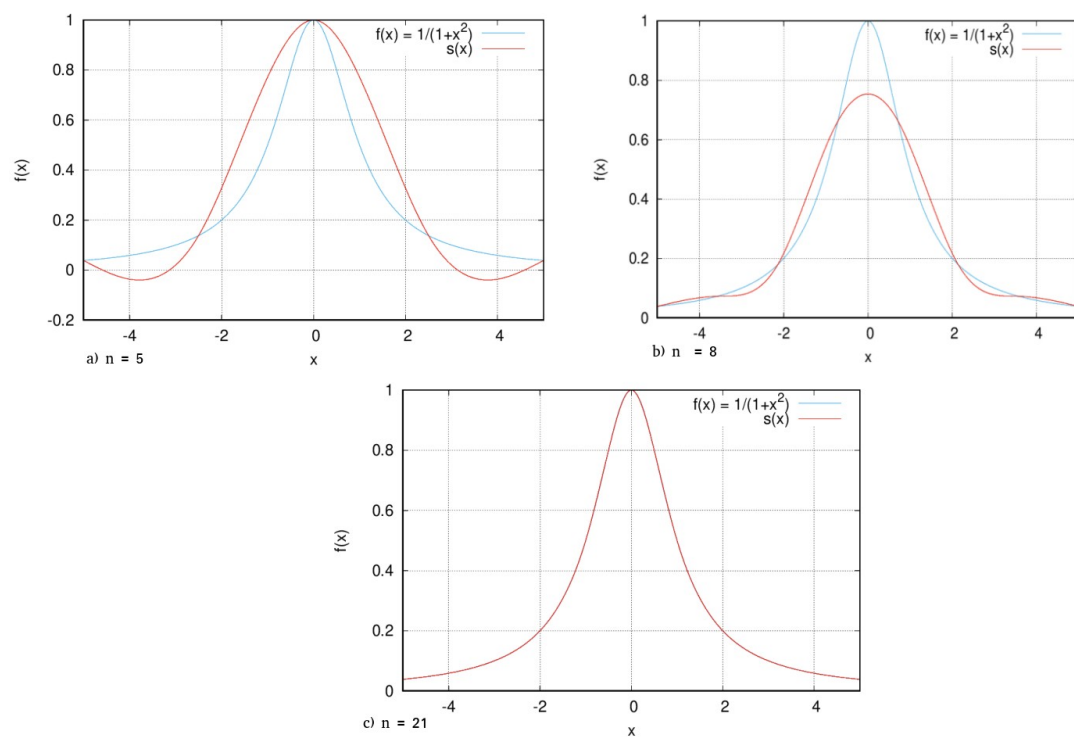 f(x) = 1/(1+x²)
s(x)
1
0.8
0.6
0.4
0.2
0
-0.2
f(x)
-4 -2 0 2 4
x
a) n = 5
f(x) = 1/(1+x²)
s(x)
1
0.8
0.6
0.4
0.2
0
f(x)
-4 -2 0 2 4
x
b) n = 8
f(x) = 1/(1+x²)
s(x)
1
0.8
0.6
0.4
0.2
0
f(x)
-4 -2 0 2 4
x
c) n = 21